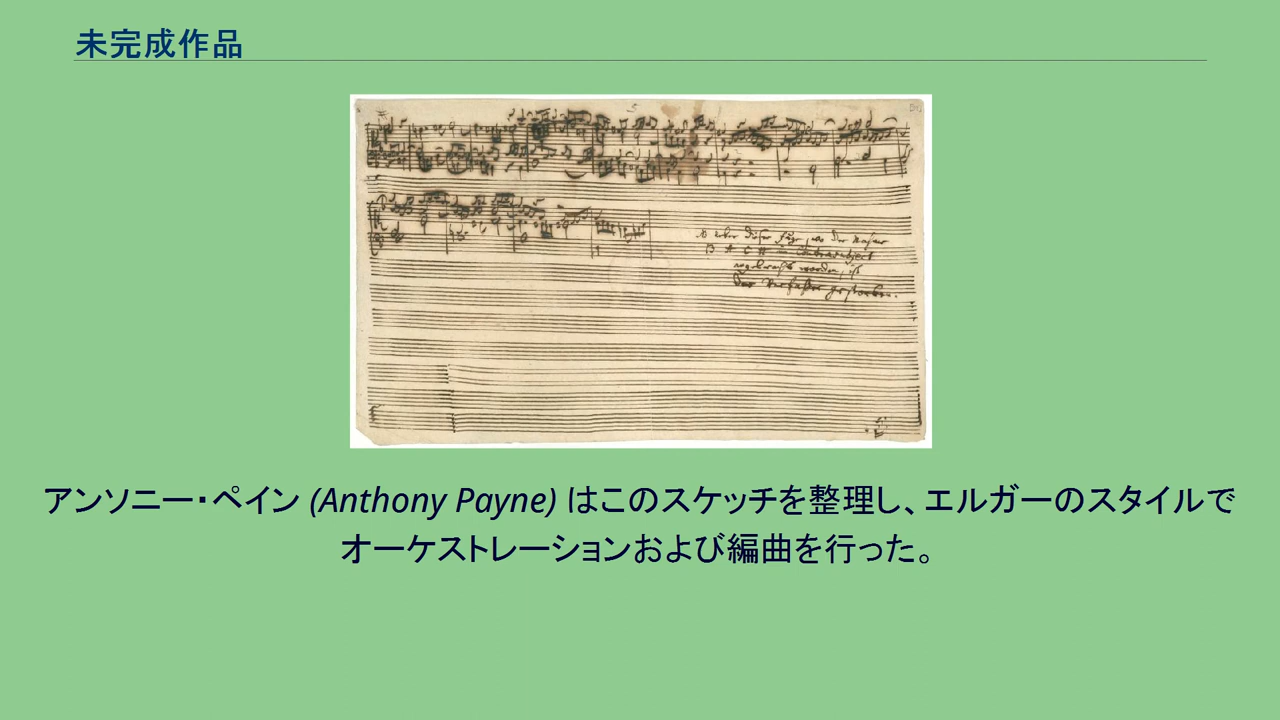 未完成作品
B A C H
アンソニー・ペイン (Anthony Payne) はこのスケッチを整理し、エルガーのスタイルで
オーケストレーションおよび編曲を行った。